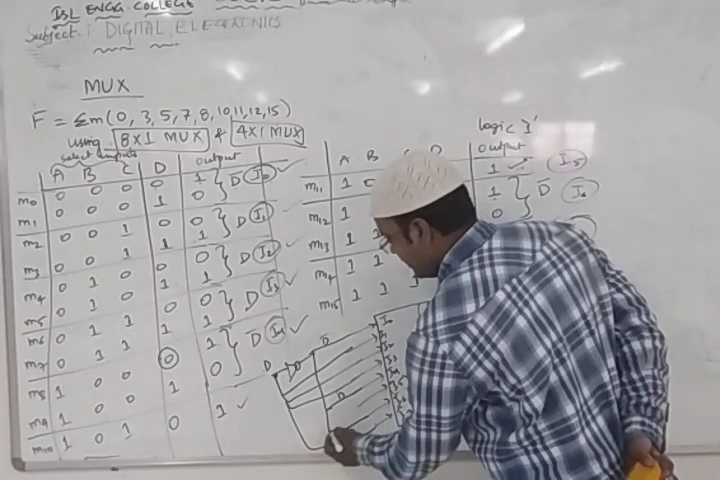 ISL ENGG COLLEGE
Subject : DIGITAL ELECTRONICS
MUX
F = Σm(0, 3, 5, 7, 8, 10, 11, 12, 15)
using 8X1 MUX & 4X1 MUX
select inputs
A B C D output
m0 0 0 0 0 1 } D̅ I0
m1 0 0 0 1 0
m2 0 0 1 0 0 } D I1
m3 0 0 1 1 1
m4 0 1 0 0 0 } D I2
m5 0 1 0 1 1
m6 0 1 1 0 0 } D I3
m7 0 1 1 1 1
m8 1 0 0 0 1 } D̅ I4
m9 1 0 0 1 0
m10 1 0 1 0 1 ✓
logic '1'
A B C D output
m11 1 0 1 ✓ I5
m12 1 1 1 } D̅ I6
m13 1 1 0
m14 1 1
m15 1 1 1
D D D̅ I0
D